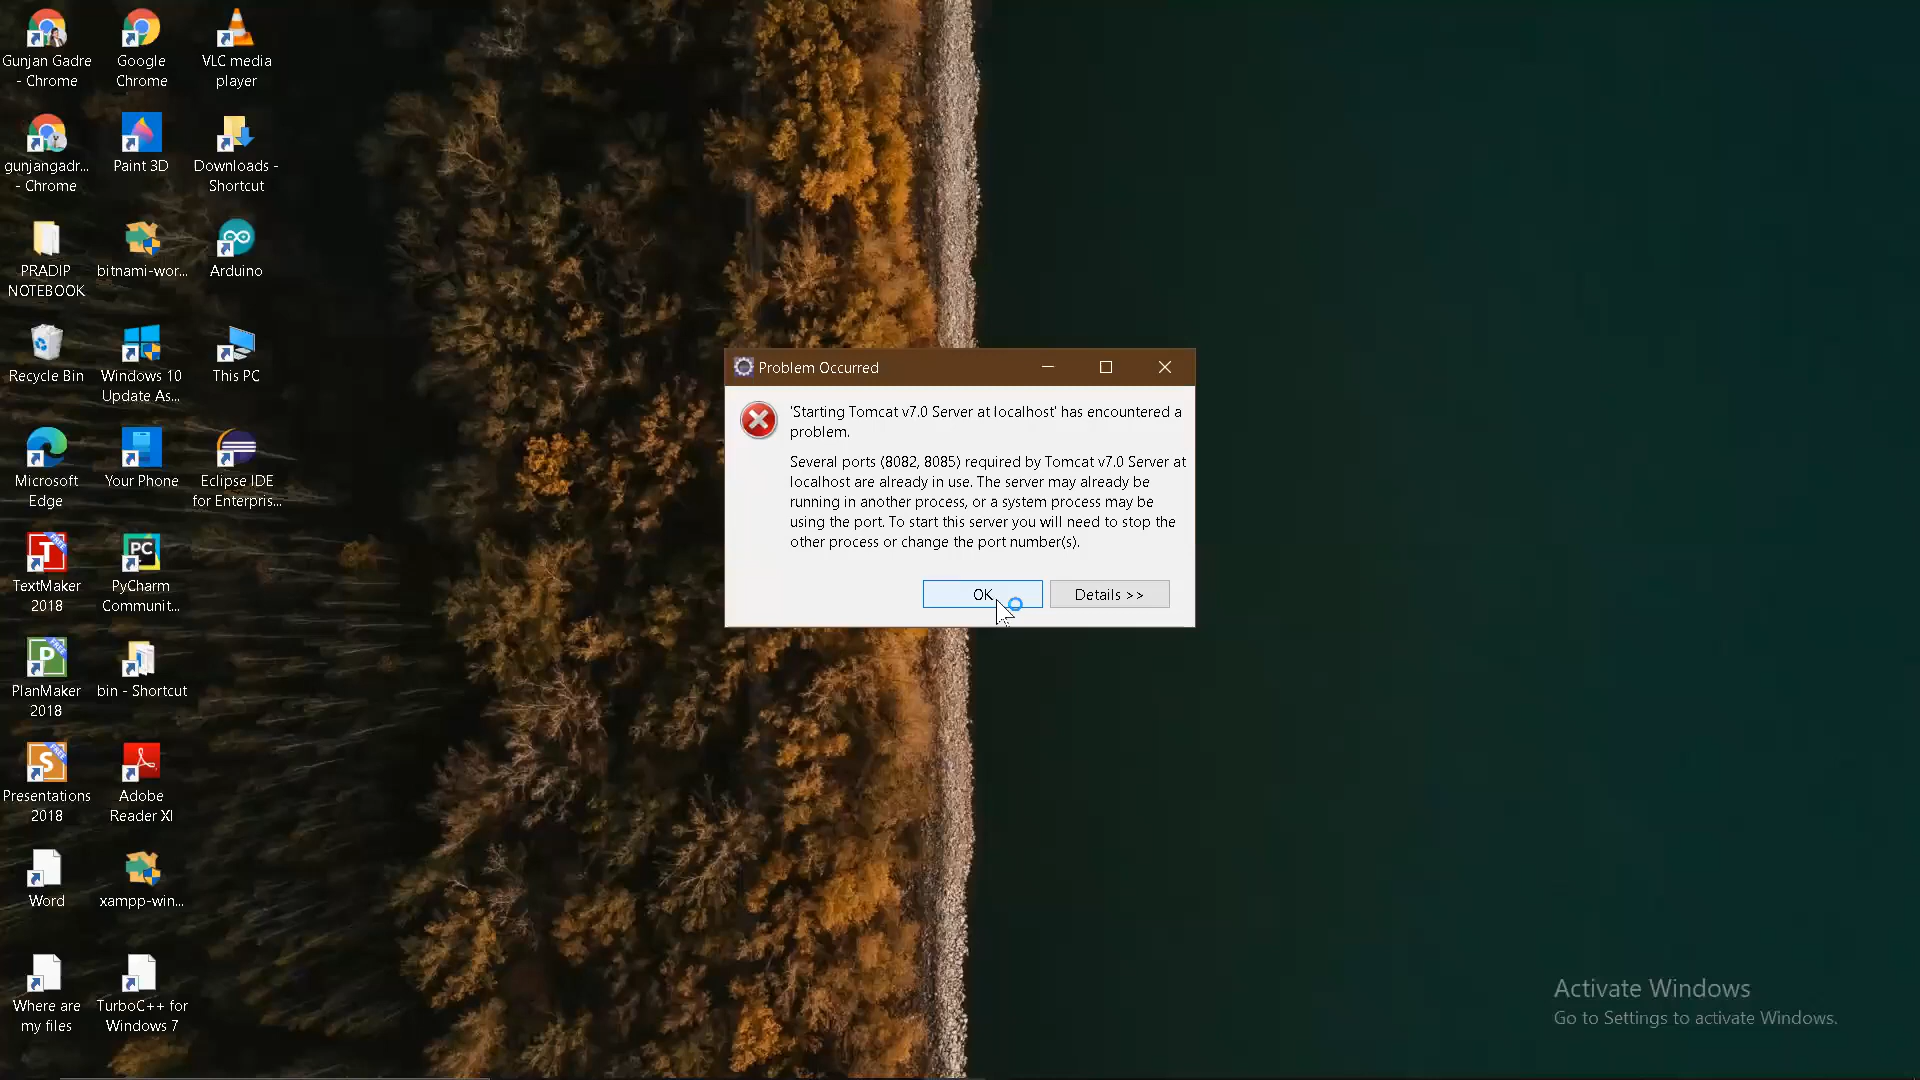 Gunjan Gadre
- Chrome
Google
Chrome
VLC media
player
gunjangadr...
- Chrome
Paint 3D
Downloads -
Shortcut
PRADIP
NOTEBOOK
bitnami-wor...
Arduino
Recycle Bin
Windows 10
Update As...
This PC
Microsoft
Edge
Your Phone
Eclipse IDE
for Enterpris...
TextMaker
2018
PyCharm
Communit...
PlanMaker
2018
bin - Shortcut
Presentations
2018
Adobe
Reader XI
Word
xampp-win...
Where are
my files
TurboC++ for
Windows 7
Problem Occurred
'Starting Tomcat v7.0 Server at localhost' has encountered a
problem.
Several ports (8082, 8085) required by Tomcat v7.0 Server at
localhost are already in use. The server may already be
running in another process, or a system process may be
using the port. To start this server you will need to stop the
other process or change the port number(s).
OK
Details >>
Activate Windows
Go to Settings to activate Windows.